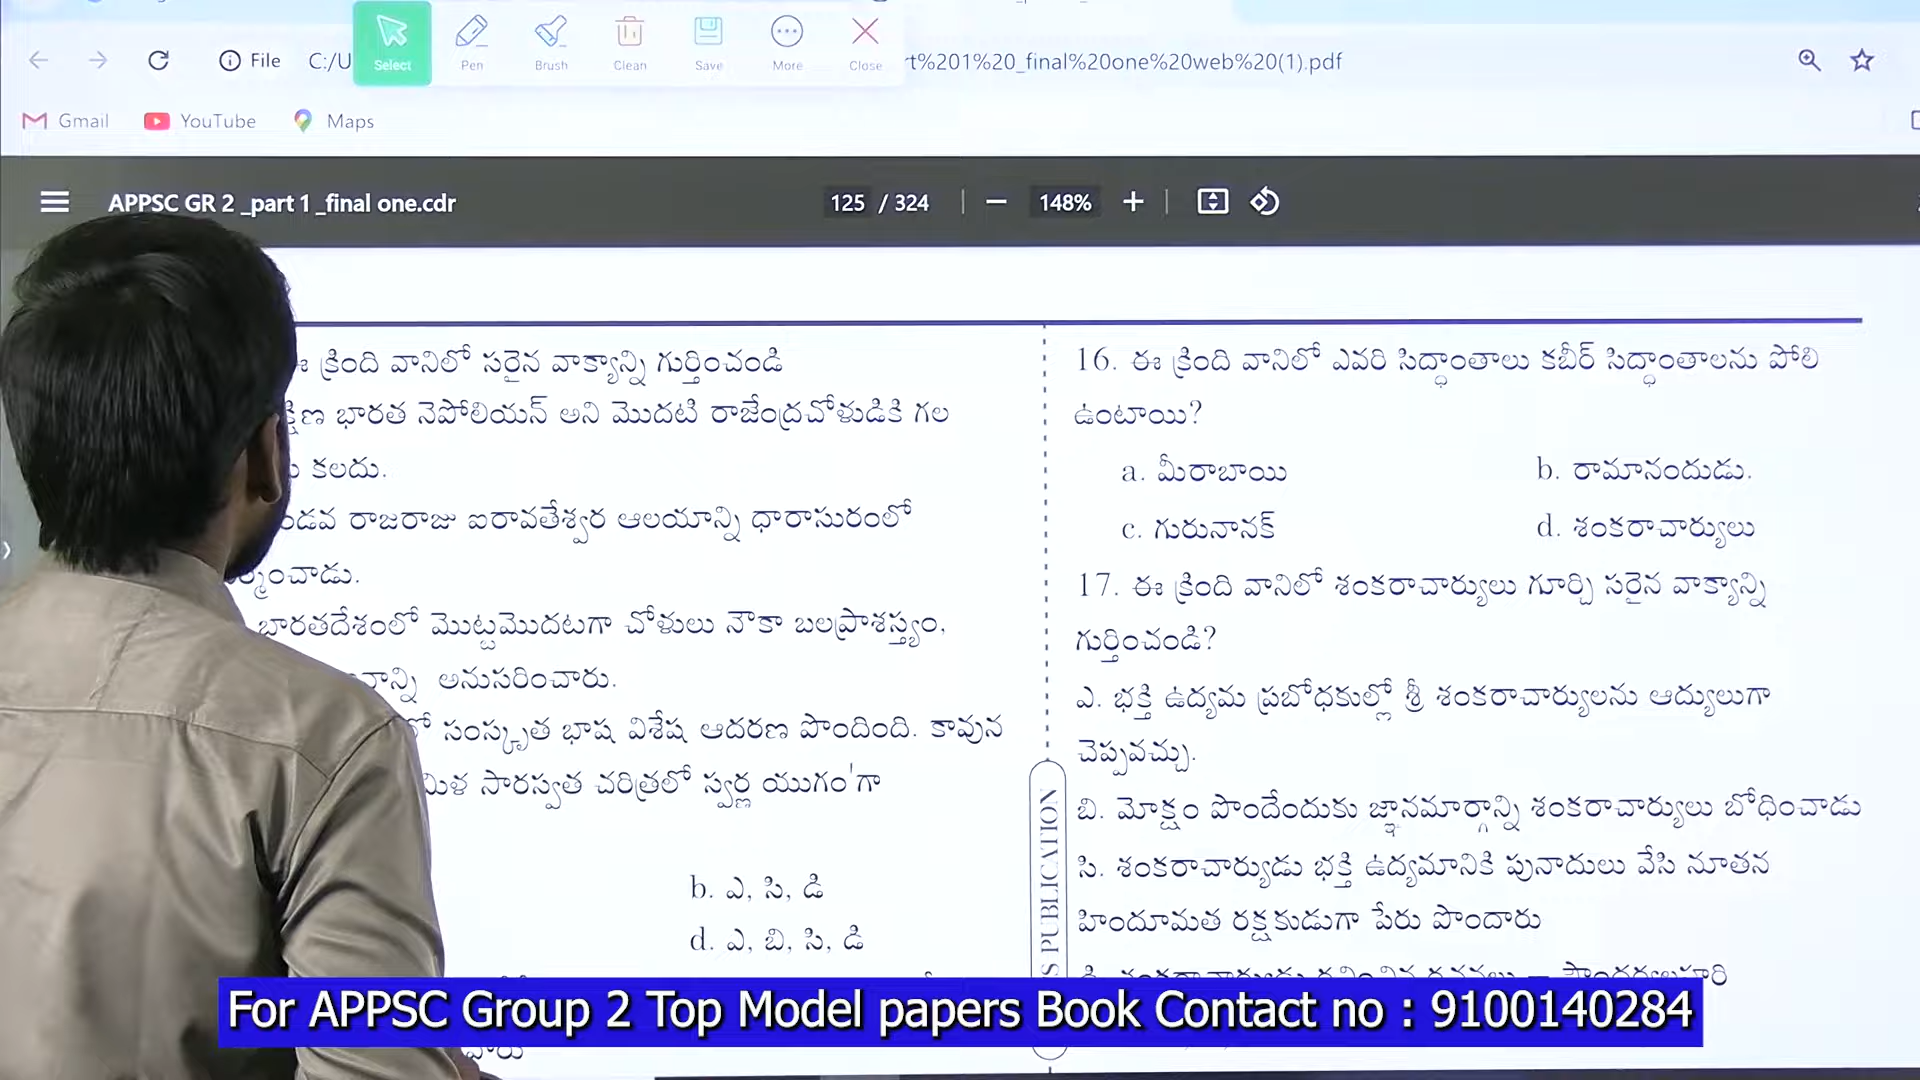 Select
Pen
Brush
Clean
Save
More
Close
File
C:/U
rt%201%20_final%20one%20web%20(1).pdf
Gmail
YouTube
Maps
APPSC GR 2 _part 1 _final one.cdr
125 / 324
148%
క్రింది వానిలో సరైన వాక్యాన్ని గుర్తించండి
భారత నెపోలియన్ అని మొదటి రాజేంద్రచోళుడికి గల
కలదు.
రాజరాజు ఐరావతేశ్వర ఆలయాన్ని ధారాసురంలో
భారతదేశంలో మొట్టమొదటగా చోళులు నౌకా బలప్రాశస్త్యం,
అనుసరించారు.
సంస్కృత భాష విశేష ఆదరణ పొందింది. కావున
సారస్వత చరిత్రలో స్వర్ణ యుగం'గా
b. ఎ, సి, డి
d. ఎ, బి, సి, డి
16. ఈ క్రింది వానిలో ఎవరి సిద్ధాంతాలు కబీర్ సిద్ధాంతాలను పోలి
ఉంటాయి?
a. మీరాబాయి
b. రామానందుడు.
c. గురునానక్
d. శంకరాచార్యులు
17. ఈ క్రింది వానిలో శంకరాచార్యులు గూర్చి సరైన వాక్యాన్ని
గుర్తించండి?
ఎ. భక్తి ఉద్యమ ప్రబోధకుల్లో శ్రీ శంకరాచార్యులను ఆద్యులుగా
చెప్పవచ్చు.
బి. మోక్షం పొందేందుకు జ్ఞానమార్గాన్ని శంకరాచార్యులు బోధించాడు
సి. శంకరాచార్యుడు భక్తి ఉద్యమానికి పునాదులు వేసి నూతన
హిందూమత రక్షకుడుగా పేరు పొందారు
PUBLICATION
For APPSC Group 2 Top Model papers Book Contact no : 9100140284